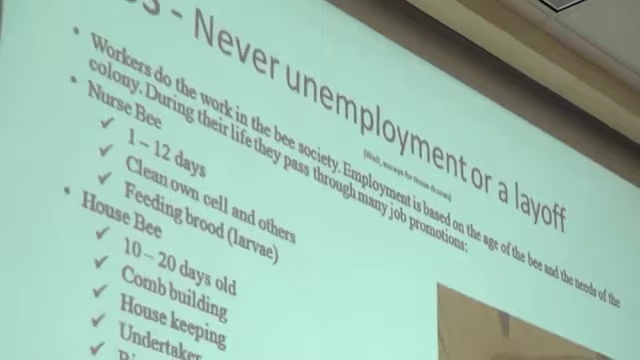 - Never unemployment or a layoff
(Well, except for those drones)
• Workers do the work in the bee society. Employment is based on the age of the bee and the needs of the
colony. During their life they pass through many job promotions:
• Nurse Bee
✔ 1 – 12 days
✔ Clean own cell and others
✔ Feeding brood (larvae)
• House Bee
✔ 10 – 20 days old
✔ Comb building
✔ House keeping
✔ Undertaker